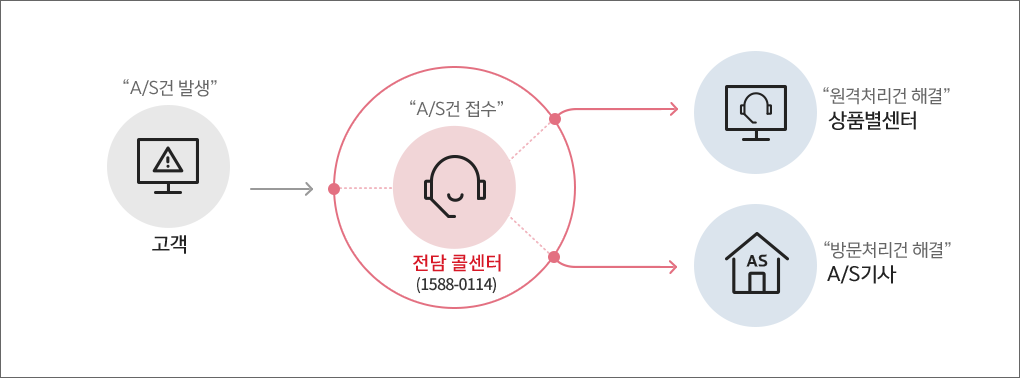 “A/S건 발생”
고객
“A/S건 접수”
전담 콜센터
(1588-0114)
“원격처리건 해결”
상품별센터
“방문처리건 해결”
AS
A/S기사